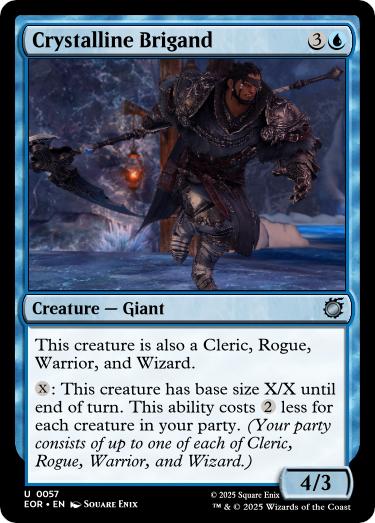 Crystalline Brigand 3
Creature — Giant
This creature is also a Cleric, Rogue,
Warrior, and Wizard.
X: This creature has base size X/X until
end of turn. This ability costs 2 less for
each creature in your party. (Your party
consists of up to one of each of Cleric,
Rogue, Warrior, and Wizard.)
4/3
U 0057
EOR • EN SQUARE ENIX
© 2025 Square Enix
™ & © 2025 Wizards of the Coast